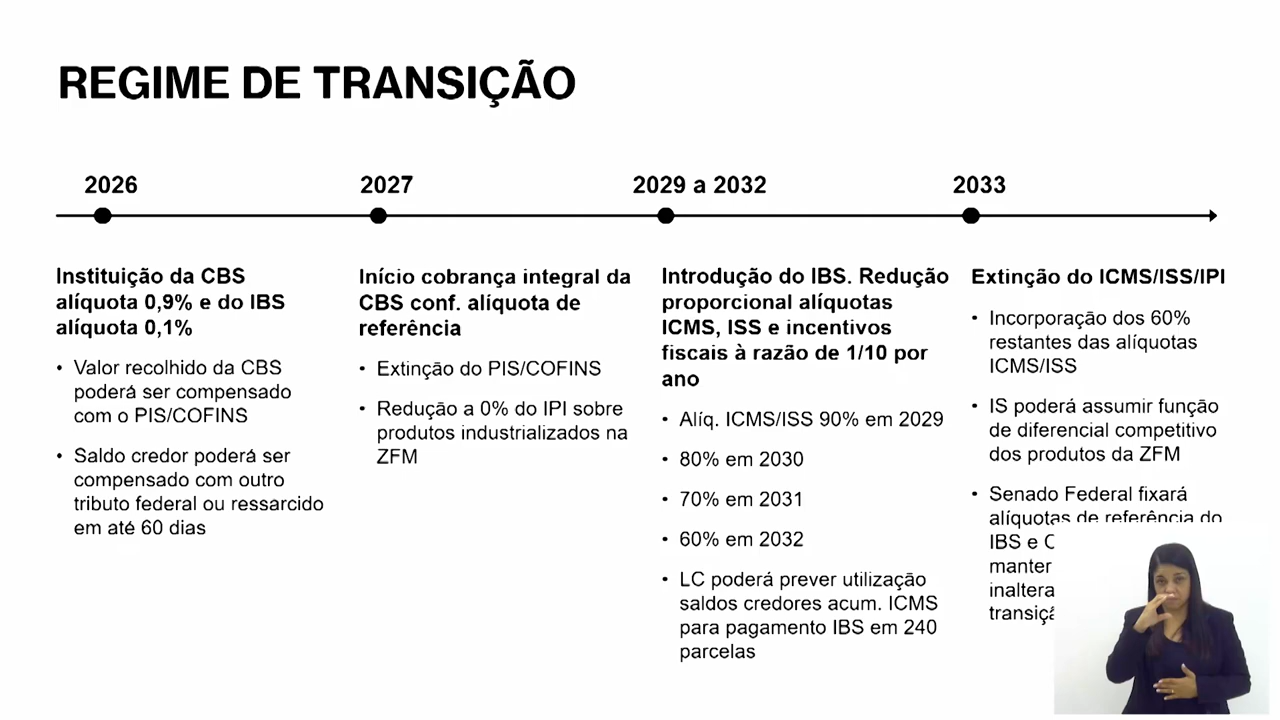 REGIME DE TRANSIÇÃO
2026
2027
2029 a 2032
2033
Instituição da CBS
alíquota 0,9% e do IBS
alíquota 0,1%
• Valor recolhido da CBS
poderá ser compensado
com o PIS/COFINS
• Saldo credor poderá ser
compensado com outro
tributo federal ou ressarcido
em até 60 dias
Início cobrança integral da
CBS conf. alíquota de
referência
• Extinção do PIS/COFINS
• Redução a 0% do IPI sobre
produtos industrializados na
ZFM
Introdução do IBS. Redução
proporcional alíquotas
ICMS, ISS e incentivos
fiscais à razão de 1/10 por
ano
• Alíq. ICMS/ISS 90% em 2029
• 80% em 2030
• 70% em 2031
• 60% em 2032
• LC poderá prever utilização
saldos credores acum. ICMS
para pagamento IBS em 240
parcelas
Extinção do ICMS/ISS/IPI
• Incorporação dos 60%
restantes das alíquotas
ICMS/ISS
• IS poderá assumir função
de diferencial competitivo
dos produtos da ZFM
• Senado Federal fixará
alíquotas de referência do
IBS e
manter